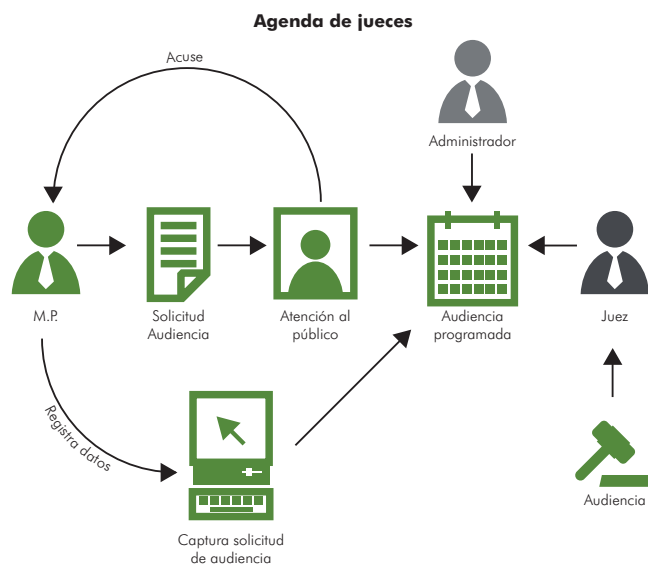 Agenda de jueces
Acuse
Administrador
M.P.
Solicitud
Audiencia
Atención al
público
Audiencia
programada
Juez
Registra datos
Audiencia
Captura solicitud
de audiencia